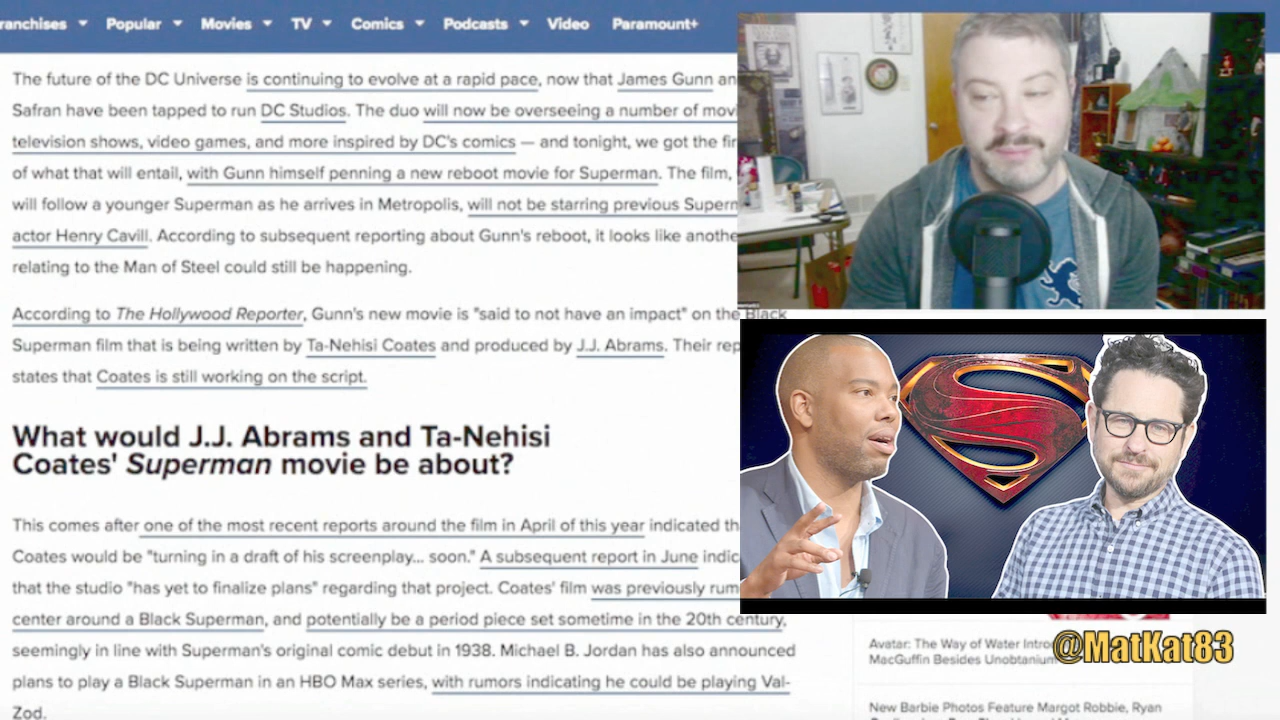 ranchises Popular Movies TV Comics Podcasts Video Paramount+
The future of the DC Universe is continuing to evolve at a rapid pace, now that James Gunn an
Safran have been tapped to run DC Studios. The duo will now be overseeing a number of movi
television shows, video games, and more inspired by DC's comics — and tonight, we got the fir
of what that will entail, with Gunn himself penning a new reboot movie for Superman. The film,
will follow a younger Superman as he arrives in Metropolis, will not be starring previous Superm
actor Henry Cavill. According to subsequent reporting about Gunn's reboot, it looks like anothe
relating to the Man of Steel could still be happening.
According to The Hollywood Reporter, Gunn's new movie is "said to not have an impact" on the Black
Superman film that is being written by Ta-Nehisi Coates and produced by J.J. Abrams. Their rep
states that Coates is still working on the script.
What would J.J. Abrams and Ta-Nehisi
Coates' Superman movie be about?
This comes after one of the most recent reports around the film in April of this year indicated th
Coates would be "turning in a draft of his screenplay... soon." A subsequent report in June indic
that the studio "has yet to finalize plans" regarding that project. Coates' film was previously rum
center around a Black Superman, and potentially be a period piece set sometime in the 20th century,
seemingly in line with Superman's original comic debut in 1938. Michael B. Jordan has also announced
plans to play a Black Superman in an HBO Max series, with rumors indicating he could be playing Val-
Zod.
Avatar: The Way of Water Intro
MacGuffin Besides Unobtanium
@MatKat83
New Barbie Photos Feature Margot Robbie, Ryan